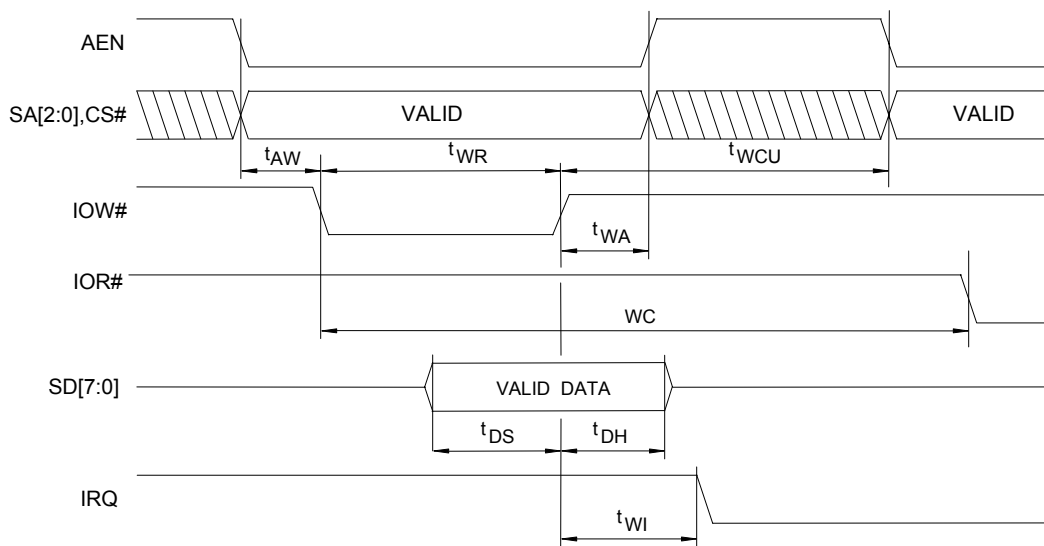 AEN
SA[2:0],CS#
VALID
VALID
tAW
tWR
tWCU
IOW#
tWA
IOR#
WC
SD[7:0]
VALID DATA
tDS
tDH
IRQ
tWI